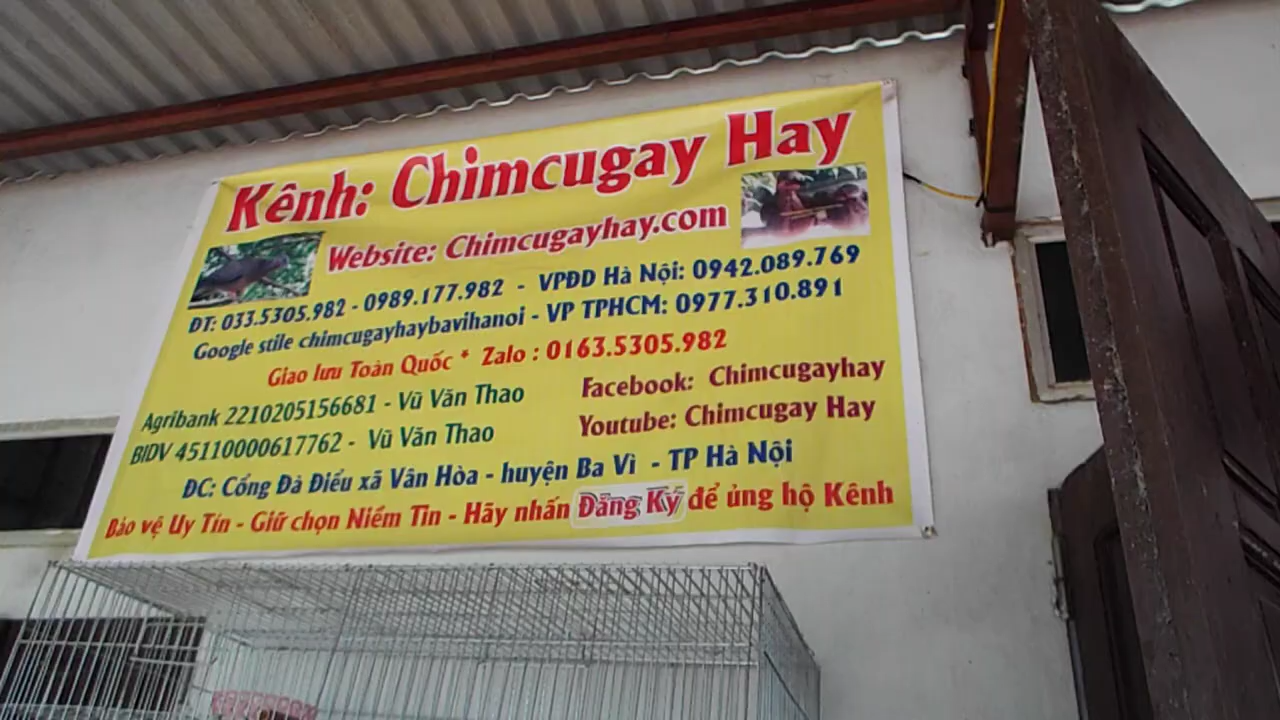 Kênh: Chimcugay Hay
Website: Chimcugayhay.com
ĐT: 033.5305.982 - 0989.177.982 - VPĐD Hà Nội: 0942.089.769
Google stile chimcugayhaybavihanoi - VP TPHCM: 0977.310.891
Giao lưu Toàn Quốc * Zalo : 0163.5305.982
Agribank 2210205156681 - Vũ Văn Thao
Facebook: Chimcugayhay
BIDV 45110000617762 - Vũ Văn Thao
Youtube: Chimcugay Hay
ĐC: Cổng Đà Điểu xã Vân Hòa - huyện Ba Vì - TP Hà Nội
Bảo vệ Uy Tín - Giữ chọn Niềm Tin - Hãy nhấn Đăng Ký để ủng hộ Kênh